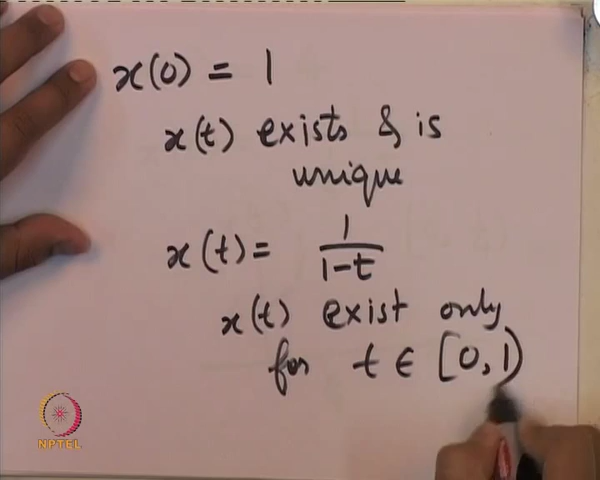 x(0) = 1
x(t) exists & is
unique
x(t) = 1/(1-t)
x(t) exist only
for t ∈ [0,1)
NPTEL